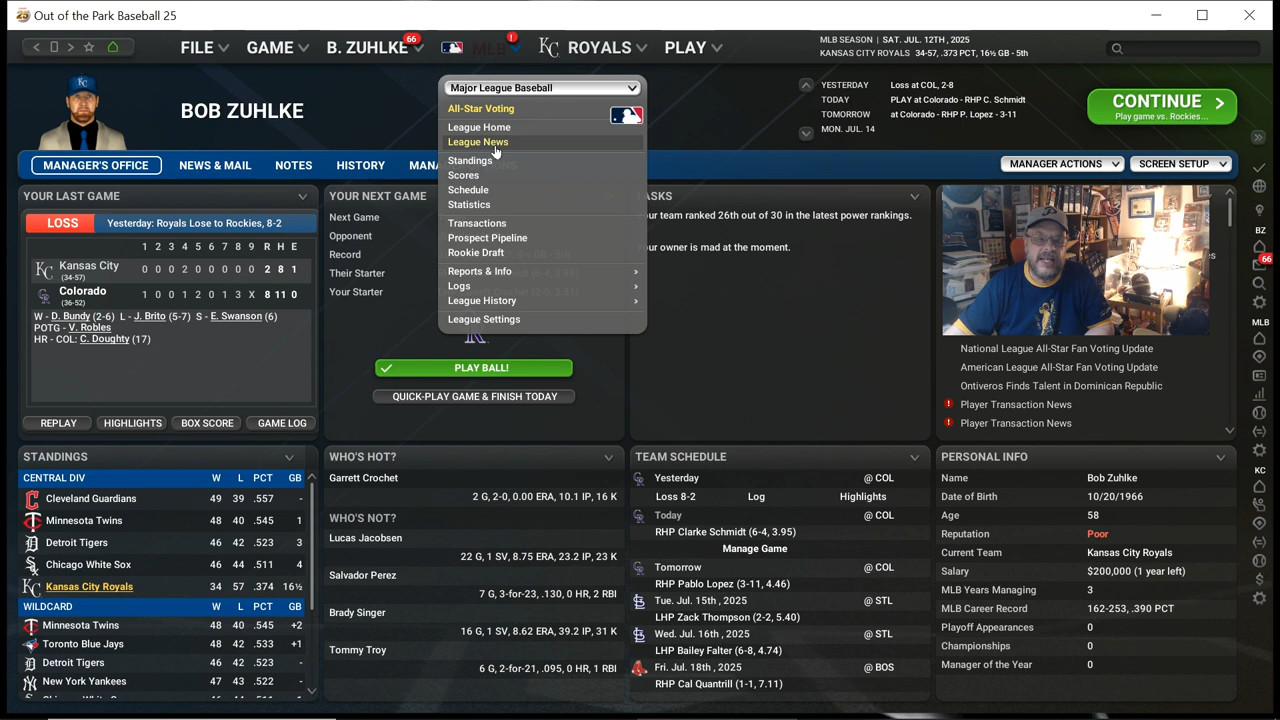 Out of the Park Baseball 25
FILE
GAME
B. ZUHLKE
66
MLB
!
ROYALS
PLAY
MLB SEASON | SAT. JUL. 12TH , 2025
KANSAS CITY ROYALS 34-57, .373 PCT, 16½ GB - 5th
KC
BOB ZUHLKE
YESTERDAY Loss at COL, 2-8
TODAY PLAY at Colorado - RHP C. Schmidt
TOMORROW at Colorado - RHP P. Lopez - 3-11
MON. JUL. 14
CONTINUE
Play game vs. Rockies...
Major League Baseball
All-Star Voting
League Home
League News
Standings
Scores
Schedule
Statistics
Transactions
Prospect Pipeline
Rookie Draft
Reports & Info
Logs
League History
League Settings
MANAGER'S OFFICE
NEWS & MAIL
NOTES
HISTORY
MANAGER ACTIONS
SCREEN SETUP
YOUR LAST GAME
LOSS Yesterday: Royals Lose to Rockies, 8-2
1 2 3 4 5 6 7 8 9 R H E
Kansas City 0 0 0 2 0 0 0 0 0 2 8 1
(34-57)
Colorado 1 0 0 1 2 0 1 3 X 8 11 0
(36-52)
W - D. Bundy (2-6) L - J. Brito (5-7) S - E. Swanson (6)
POTG - V. Robles
HR - COL: C. Doughty (17)
REPLAY
HIGHLIGHTS
BOX SCORE
GAME LOG
YOUR NEXT GAME
Next Game
Opponent
Record
Their Starter
Your Starter
PLAY BALL!
QUICK-PLAY GAME & FINISH TODAY
ASKS
our team ranked 26th out of 30 in the latest power rankings.
our owner is mad at the moment.
National League All-Star Fan Voting Update
American League All-Star Fan Voting Update
Ontiveros Finds Talent in Dominican Republic
! Player Transaction News
! Player Transaction News
BZ
66
MLB
KC
STANDINGS
CENTRAL DIV W L PCT GB
Cleveland Guardians 49 39 .557 -
Minnesota Twins 48 40 .545 1
Detroit Tigers 46 42 .523 3
Chicago White Sox 46 44 .511 4
Kansas City Royals 34 57 .374 16½
WILDCARD W L PCT GB
Minnesota Twins 48 40 .545 +2
Toronto Blue Jays 48 42 .533 +1
Detroit Tigers 46 42 .523 -
New York Yankees 47 43 .522 -
WHO'S HOT?
Garrett Crochet
2 G, 2-0, 0.00 ERA, 10.1 IP, 16 K
WHO'S NOT?
Lucas Jacobsen
22 G, 1 SV, 8.75 ERA, 23.2 IP, 23 K
Salvador Perez
7 G, 3-for-23, .130, 0 HR, 2 RBI
Brady Singer
16 G, 1 SV, 8.62 ERA, 39.2 IP, 31 K
Tommy Troy
6 G, 2-for-21, .095, 0 HR, 1 RBI
TEAM SCHEDULE
Yesterday @ COL
Loss 8-2 Log Highlights
Today @ COL
RHP Clarke Schmidt (6-4, 3.95)
Manage Game
Tomorrow @ COL
RHP Pablo Lopez (3-11, 4.46)
Tue. Jul. 15th , 2025 @ STL
LHP Zack Thompson (2-2, 5.40)
Wed. Jul. 16th , 2025 @ STL
LHP Bailey Falter (6-8, 4.74)
Fri. Jul. 18th , 2025 @ BOS
RHP Cal Quantrill (1-1, 7.11)
PERSONAL INFO
Name Bob Zuhlke
Date of Birth 10/20/1966
Age 58
Reputation Poor
Current Team Kansas City Royals
Salary $200,000 (1 year left)
MLB Years Managing 3
MLB Career Record 162-253, .390 PCT
Playoff Appearances 0
Championships 0
Manager of the Year 0